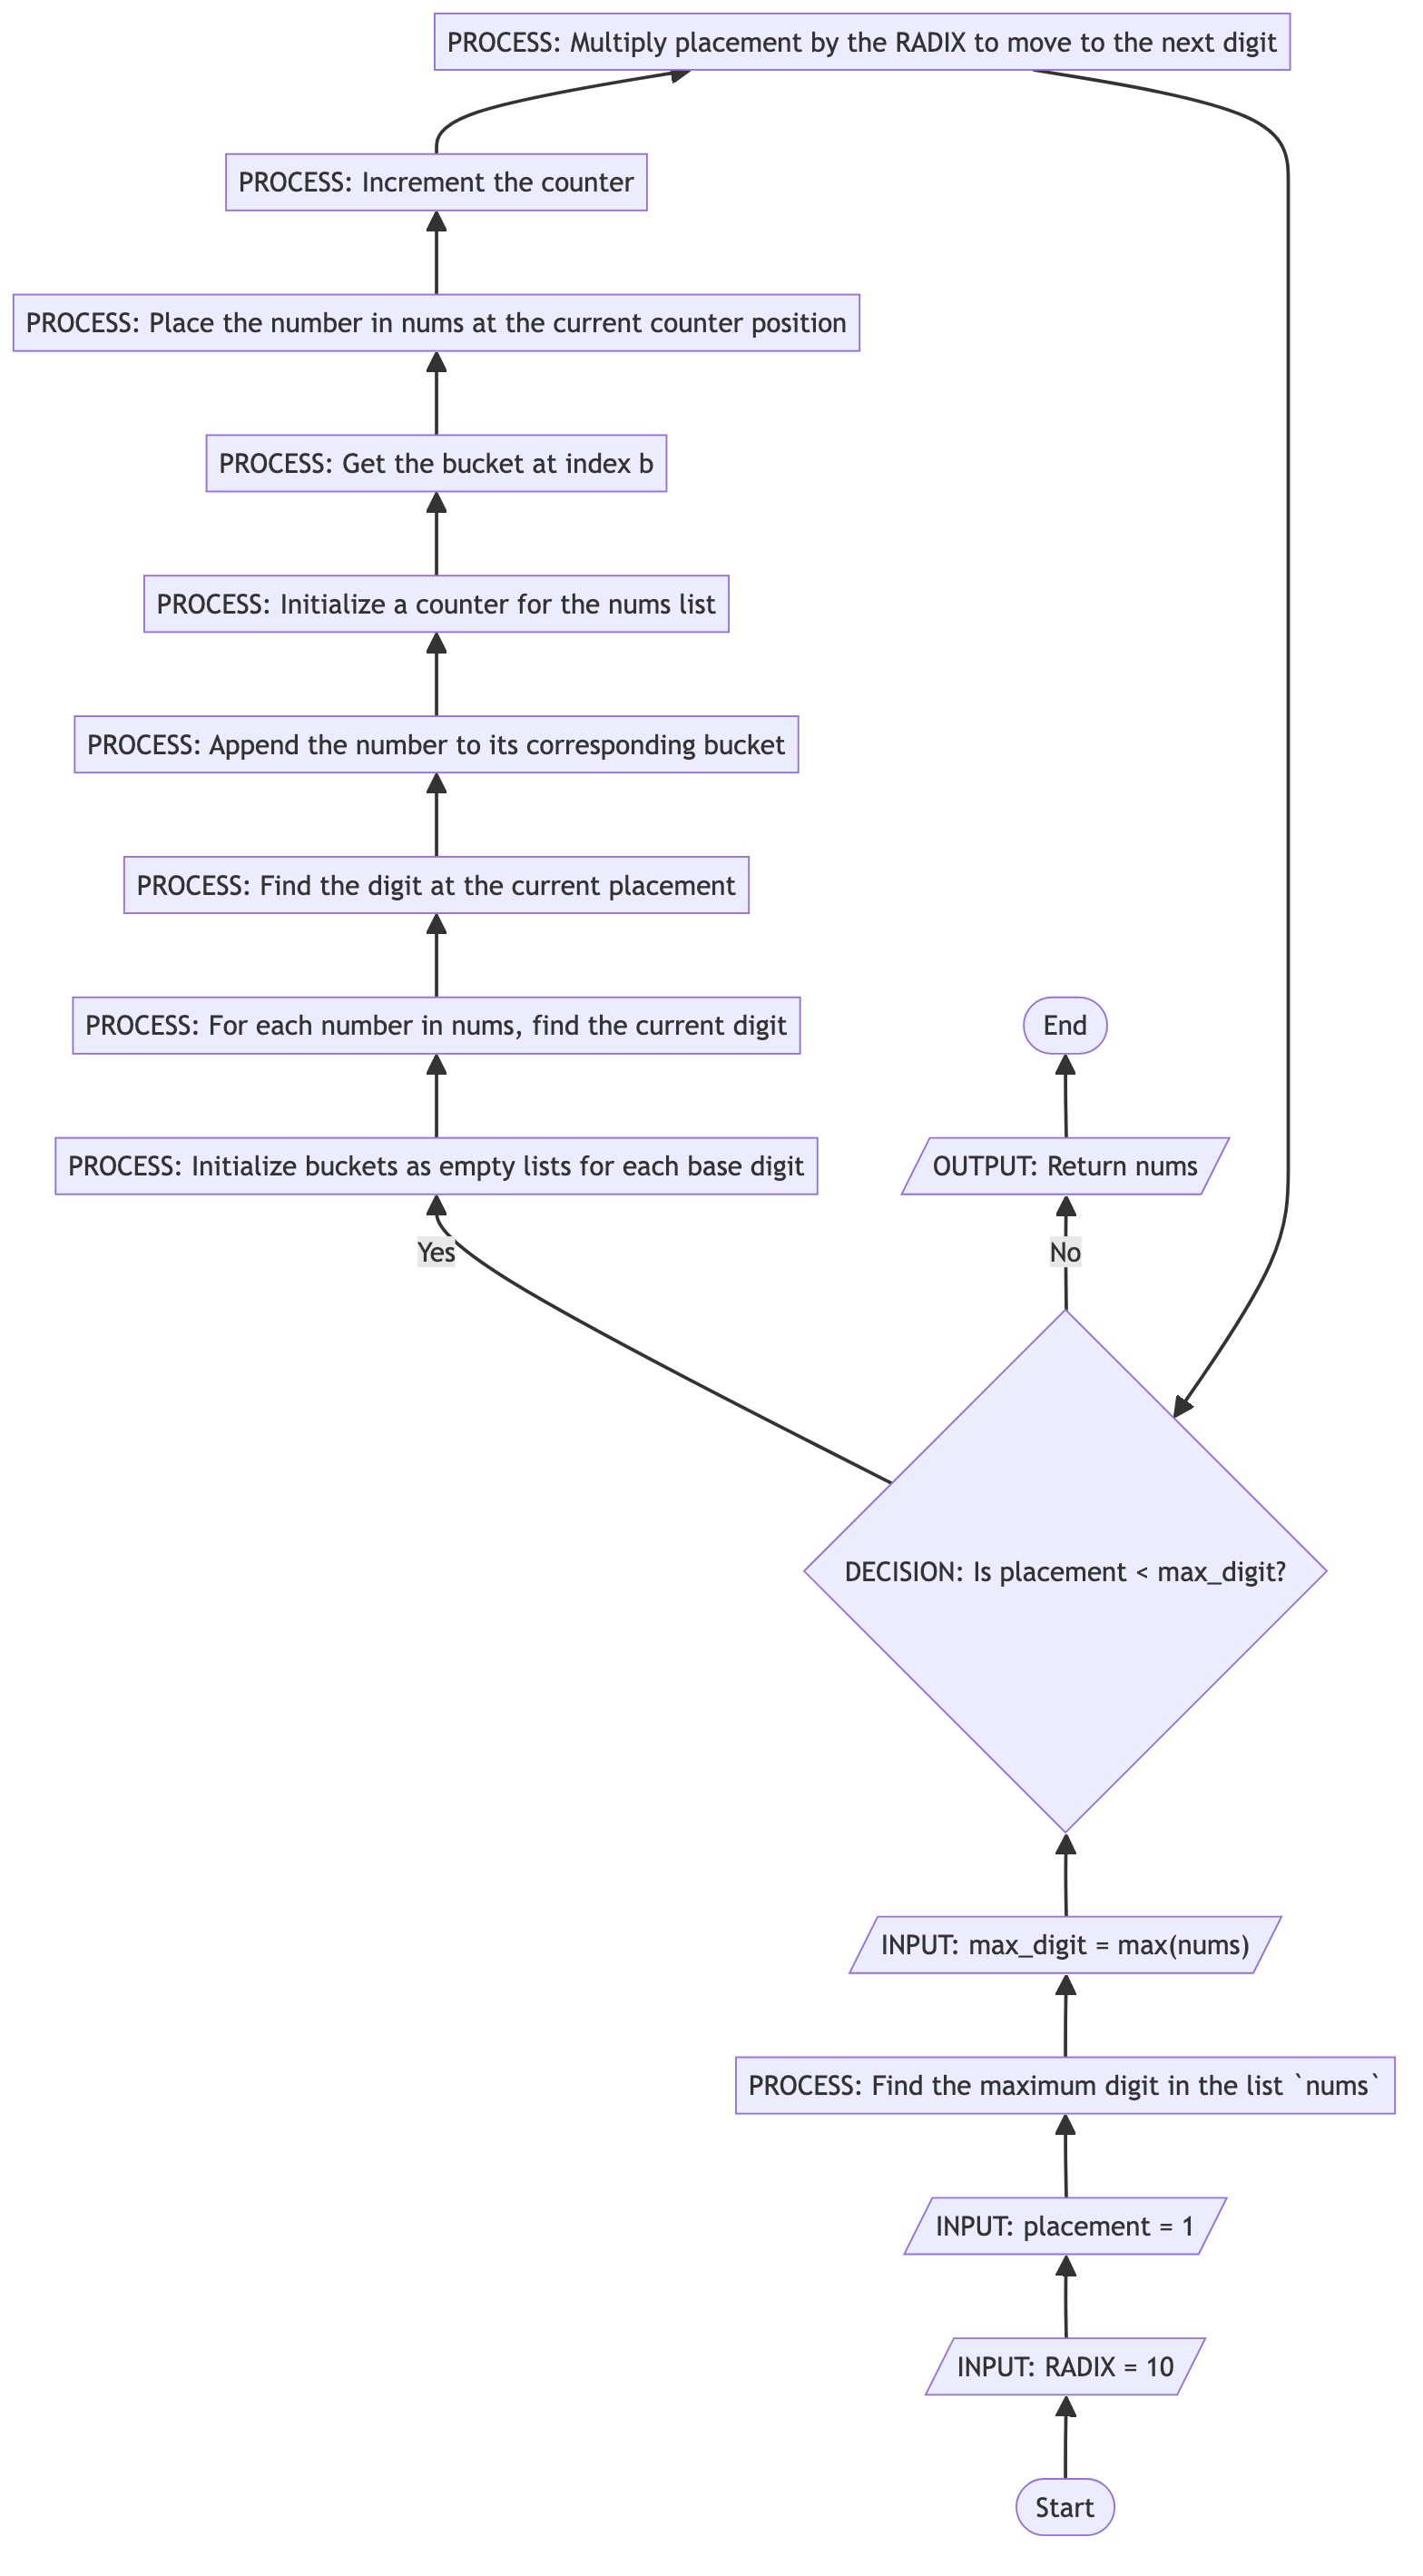 PROCESS: Multiply placement by the RADIX to move to the next digit
PROCESS: Increment the counter
PROCESS: Place the number in nums at the current counter position
PROCESS: Get the bucket at index b
PROCESS: Initialize a counter for the nums list
PROCESS: Append the number to its corresponding bucket
PROCESS: Find the digit at the current placement
PROCESS: For each number in nums, find the current digit
End
PROCESS: Initialize buckets as empty lists for each base digit
OUTPUT: Return nums
Yes
No
DECISION: Is placement < max_digit?
INPUT: max_digit = max(nums)
PROCESS: Find the maximum digit in the list `nums`
INPUT: placement = 1
INPUT: RADIX = 10
Start